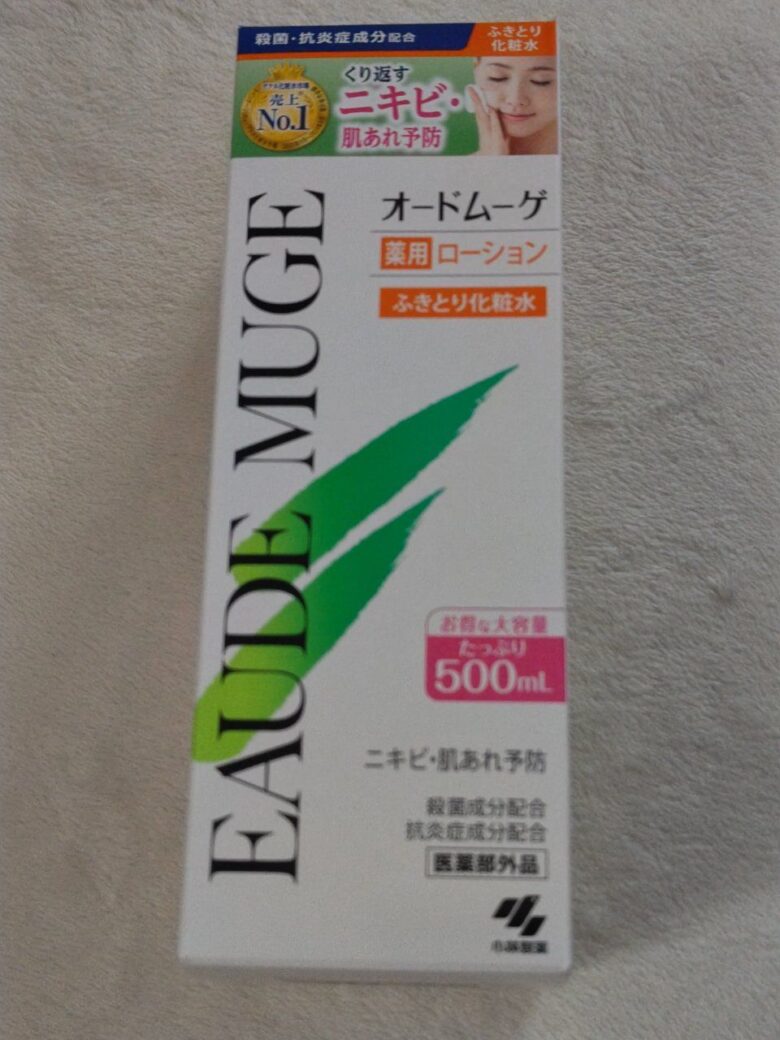 殺菌・抗炎症成分配合
ふきとり
化粧水
売上
No.1
くり返す
ニキビ・
肌あれ予防
オードムーゲ
薬用 ローション
ふきとり化粧水
EAUDE MUGE
お得な大容量
たっぷり
500mL
ニキビ・肌あれ予防
殺菌成分配合
抗炎症成分配合
医薬部外品
小林製薬